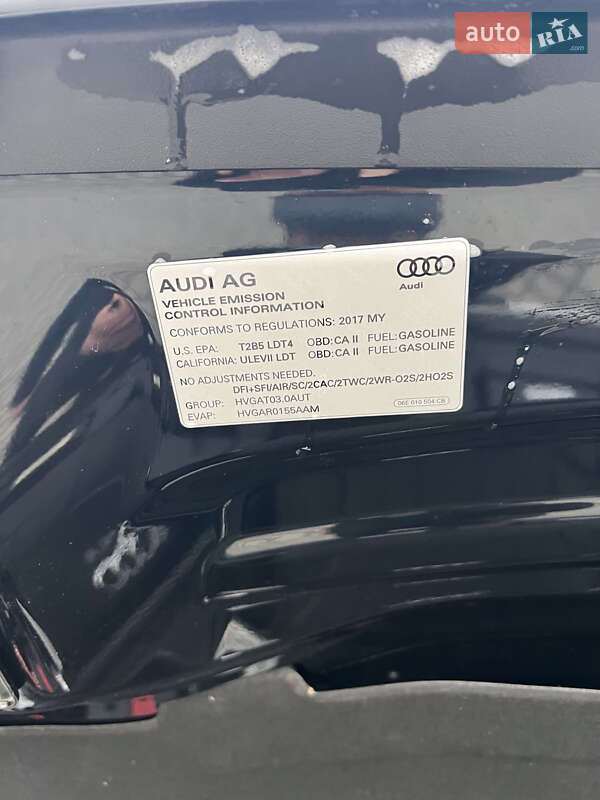 auto RIA .com
AUDI AG
Audi
VEHICLE EMISSION
CONTROL INFORMATION
CONFORMS TO REGULATIONS: 2017 MY
U.S. EPA: T2B5 LDT4 OBD: CA II FUEL: GASOLINE
CALIFORNIA: ULEVII LDT OBD: CA II FUEL: GASOLINE
NO ADJUSTMENTS NEEDED.
DFI+SFI/AIR/SC/2CAC/2TWC/2WR-O2S/2HO2S
GROUP: HVGAT03.0AUT
EVAP: HVGAR0155AAM
06E 010 504 CB